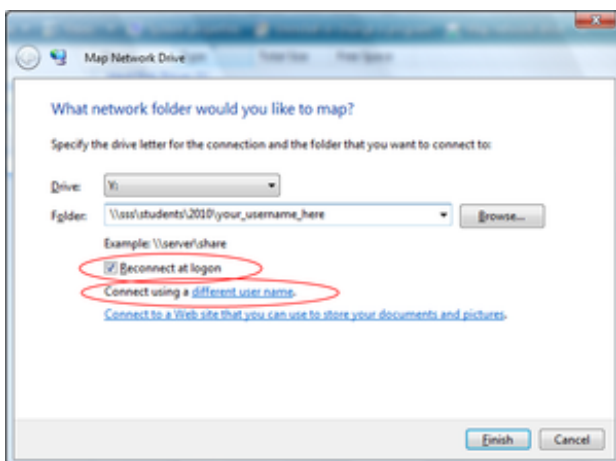 Map Network Drive
What network folder would you like to map?
Specify the drive letter for the connection and the folder that you want to connect to:
Drive: Y:
Folder: \\sss\students\2010\your_username_here Browse...
Example: \\server\share
Reconnect at logon
Connect using a different user name.
Connect to a Web site that you can use to store your documents and pictures.
Finish Cancel